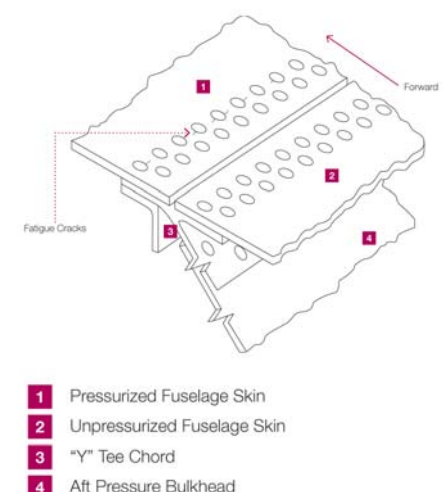 1
Forward
2
Fatigue Cracks
3
4
1 Pressurized Fuselage Skin
2 Unpressurized Fuselage Skin
3 “Y” Tee Chord
4 Aft Pressure Bulkhead